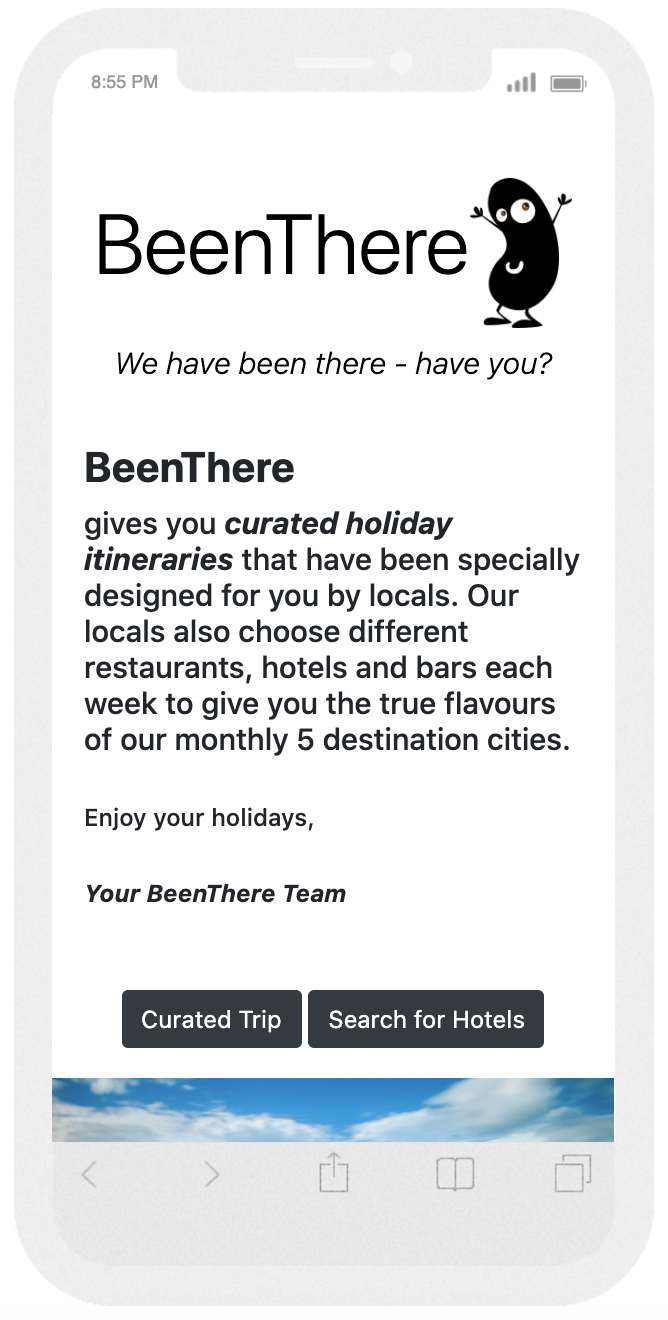 8:55 PM
BeenThere
We have been there - have you?
BeenThere
gives you curated holiday
itineraries that have been specially
designed for you by locals. Our
locals also choose different
restaurants, hotels and bars each
week to give you the true flavours
of our monthly 5 destination cities.
Enjoy your holidays,
Your BeenThere Team
Curated Trip
Search for Hotels